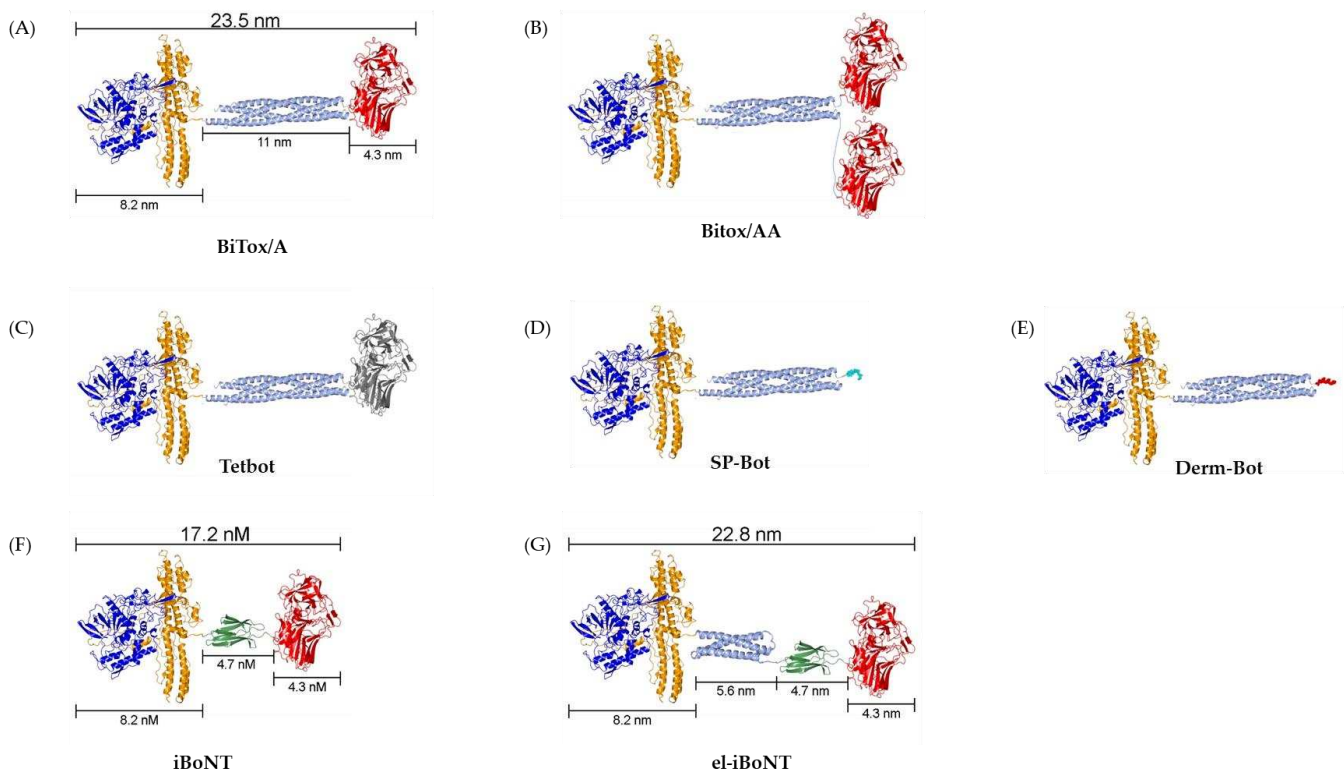 (A)
23.5 nm
11 nm
4.3 nm
8.2 nm
BiTox/A
(B)
Bitox/AA
(C)
Tetbot
(D)
SP-Bot
(E)
Derm-Bot
(F)
17.2 nM
4.7 nM
4.3 nM
8.2 nM
iBoNT
(G)
22.8 nm
5.6 nm
4.7 nm
4.3 nm
8.2 nm
el-iBoNT